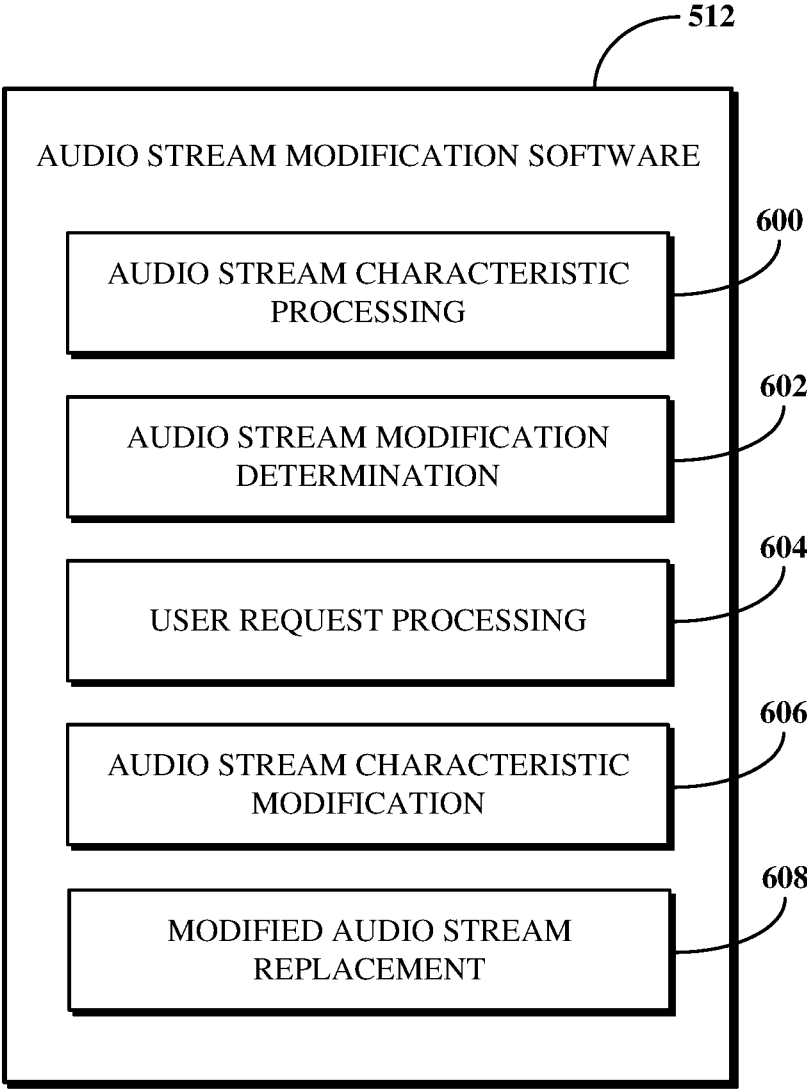 512
AUDIO STREAM MODIFICATION SOFTWARE
600
AUDIO STREAM CHARACTERISTIC
PROCESSING
602
AUDIO STREAM MODIFICATION
DETERMINATION
604
USER REQUEST PROCESSING
606
AUDIO STREAM CHARACTERISTIC
MODIFICATION
608
MODIFIED AUDIO STREAM
REPLACEMENT